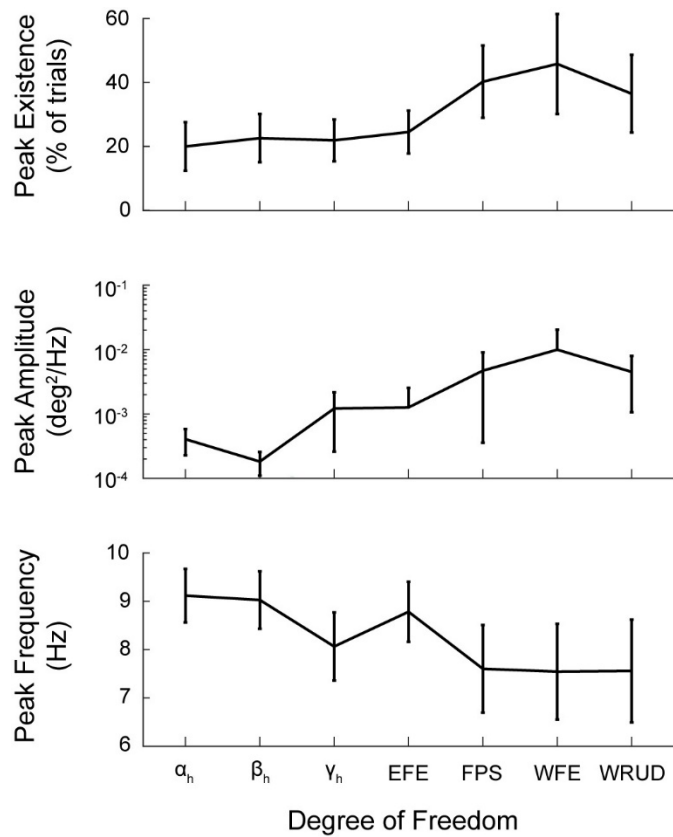 Peak Existence
(% of trials)
60
40
20
0
Peak Amplitude
(deg²/Hz)
10⁻¹
10⁻²
10⁻³
10⁻⁴
Peak Frequency
(Hz)
10
9
8
7
6
αₕ βₕ γₕ EFE FPS WFE WRUD
Degree of Freedom